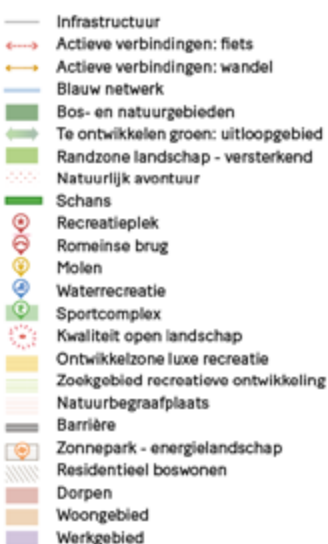 Infrastructuur
Actieve verbindingen: fiets
Actieve verbindingen: wandel
Blauw netwerk
Bos- en natuurgebieden
Te ontwikkelen groen: uitloopgebied
Randzone landschap - versterkend
Natuurlijk avontuur
Schans
Recreatieplek
Romeinse brug
Molen
Waterrecreatie
Sportcomplex
Kwaliteit open landschap
Ontwikkelzone luxe recreatie
Zoekgebied recreatieve ontwikkeling
Natuurbegraafplaats
Barrière
Zonnepark - energielandschap
Residentieel boswonen
Dorpen
Woongebied
Werkgebied